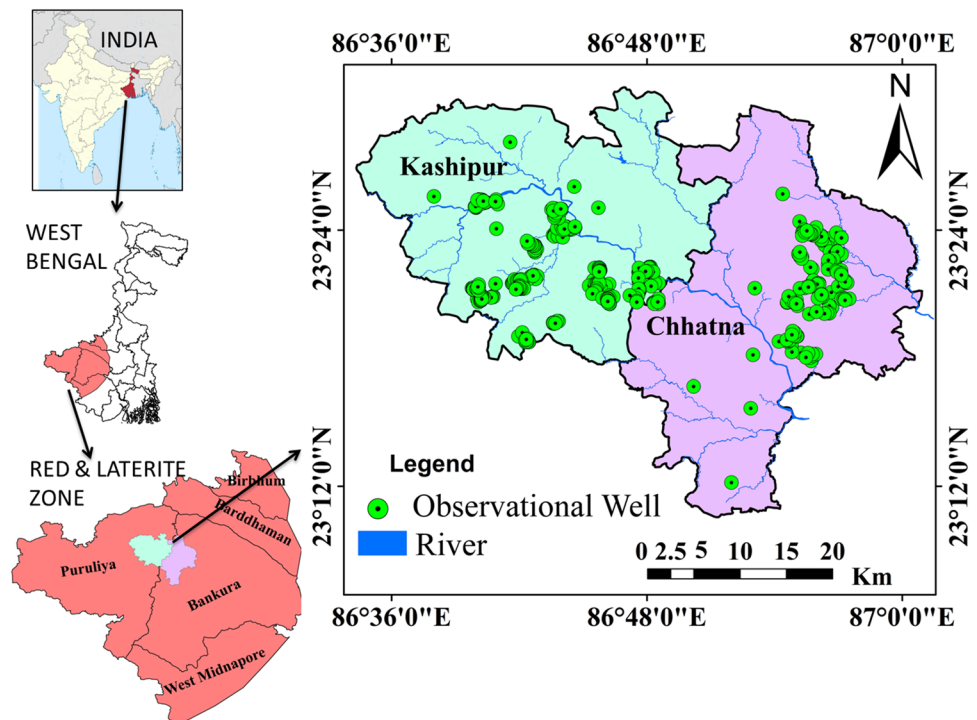 INDIA
WEST
BENGAL
RED & LATERITE
ZONE
Birbhum
Barddhaman
Puruliya
Bankura
West Midnapore
86°36'0"E
86°48'0"E
87°0'0"E
N
Kashipur
Chhatna
23°24'0"N
23°24'0"N
23°12'0"N
23°12'0"N
Legend
Observational Well
River
0 2.5 5 10 15 20
Km
86°36'0"E
86°48'0"E
87°0'0"E